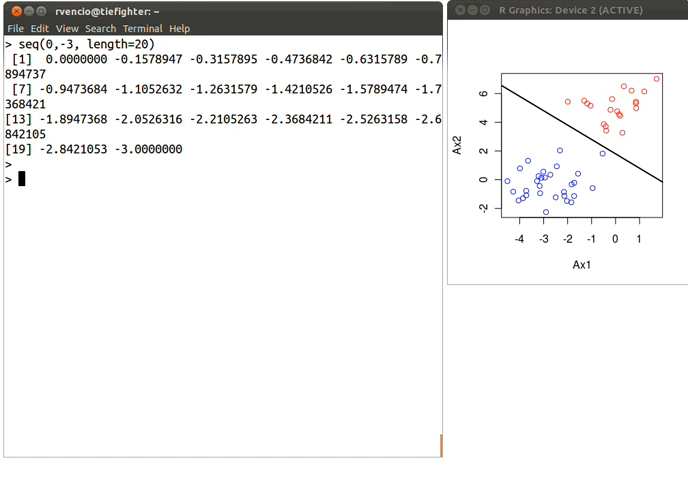 rvencio@tiefighter: ~
File Edit View Search Terminal Help
> seq(0,-3, length=20)
[1] 0.0000000 -0.1578947 -0.3157895 -0.4736842 -0.6315789 -0.7
894737
[7] -0.9473684 -1.1052632 -1.2631579 -1.4210526 -1.5789474 -1.7
368421
[13] -1.8947368 -2.0526316 -2.2105263 -2.3684211 -2.5263158 -2.6
842105
[19] -2.8421053 -3.0000000
>
>
R Graphics: Device 2 (ACTIVE)
Ax2
6
4
2
0
-2
-4 -3 -2 -1 0 1
Ax1